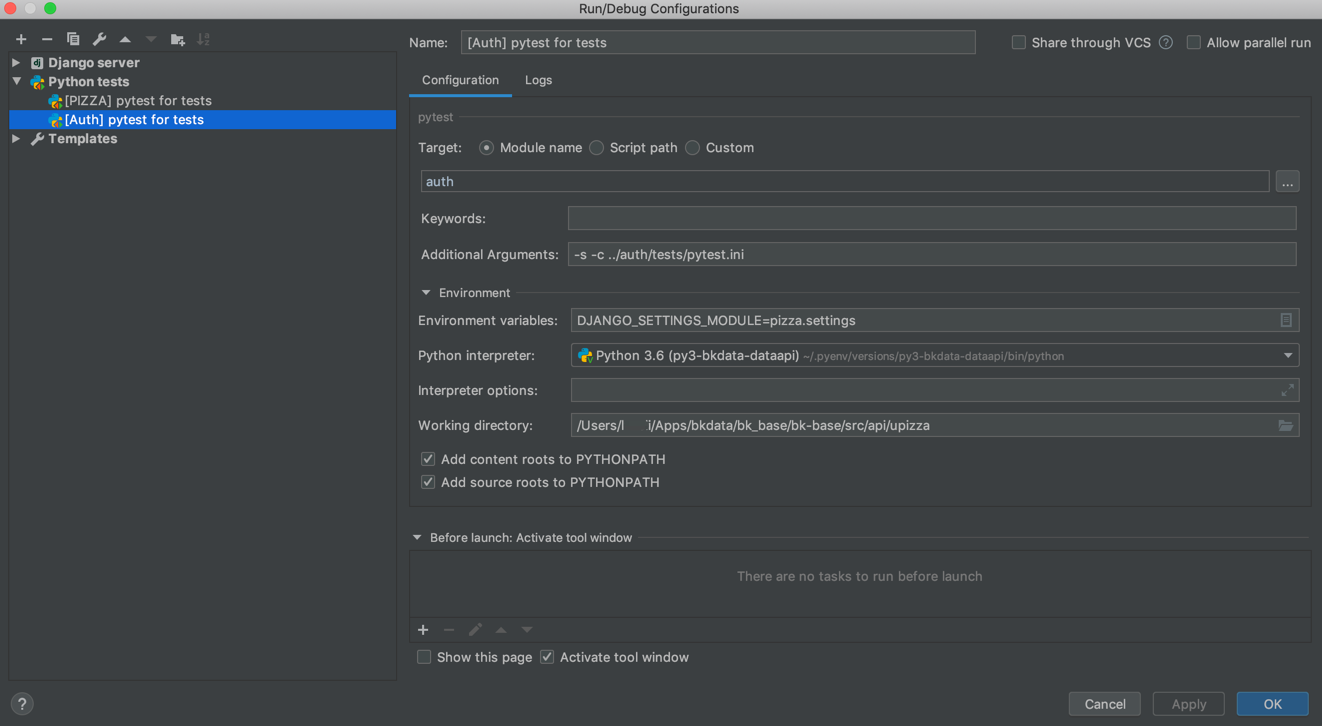 Run/Debug Configurations
Name: [Auth] pytest for tests
Share through VCS ?
Allow parallel run
dj Django server
Python tests
[PIZZA] pytest for tests
[Auth] pytest for tests
Templates
Configuration Logs
pytest
Target: Module name Script path Custom
auth ...
Keywords:
Additional Arguments: -s -c ../auth/tests/pytest.ini
Environment
Environment variables: DJANGO_SETTINGS_MODULE=pizza.settings
Python interpreter: Python 3.6 (py3-bkdata-dataapi) ~/.pyenv/versions/py3-bkdata-dataapi/bin/python
Interpreter options:
Working directory: /Users/l i/Apps/bkdata/bk_base/bk-base/src/api/upizza
Add content roots to PYTHONPATH
Add source roots to PYTHONPATH
Before launch: Activate tool window
There are no tasks to run before launch
Show this page Activate tool window
? Cancel Apply OK